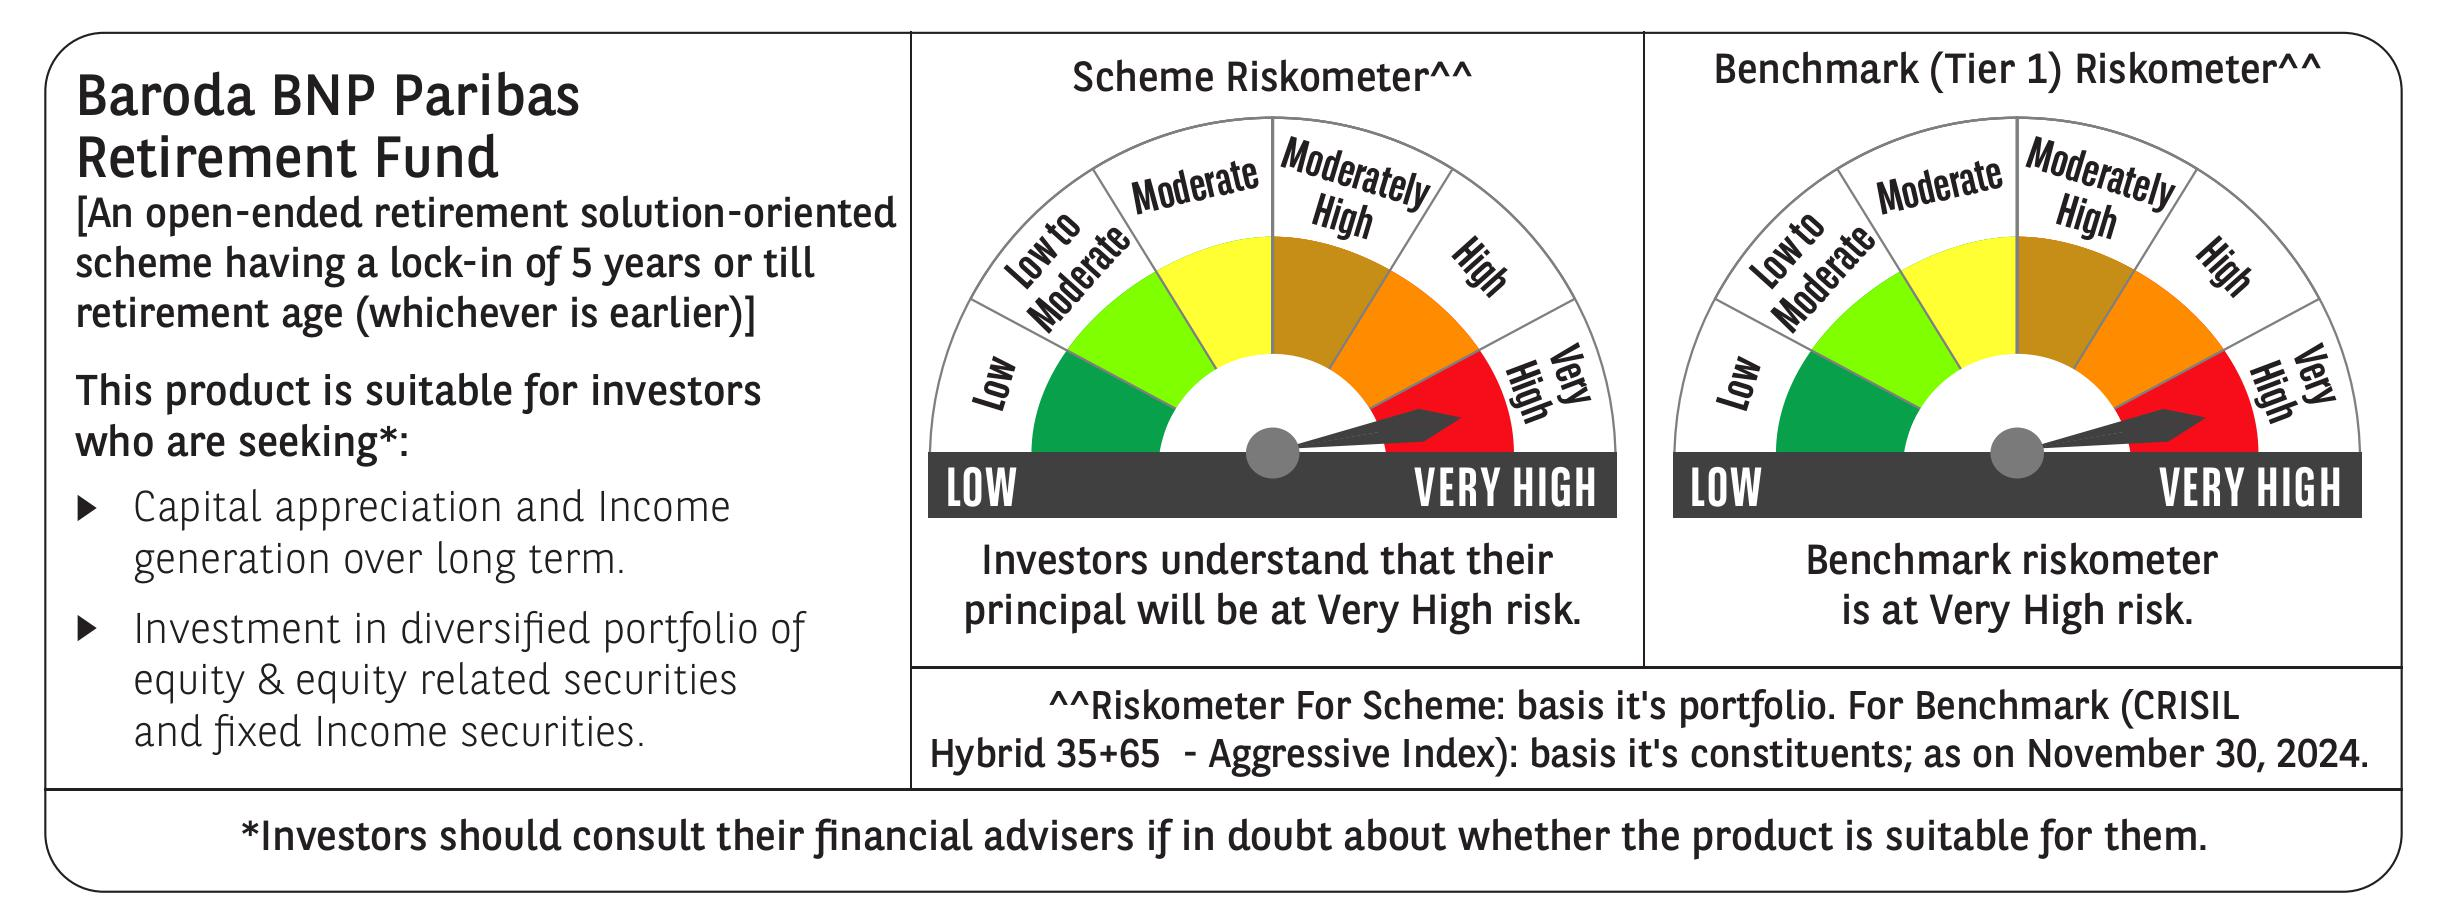 Baroda BNP Paribas
Retirement Fund
[An open-ended retirement solution-oriented
scheme having a lock-in of 5 years or till
retirement age (whichever is earlier)]
This product is suitable for investors
who are seeking*:
▶ Capital appreciation and Income
generation over long term.
▶ Investment in diversified portfolio of
equity & equity related securities
and fixed Income securities.
Scheme Riskometer^^
Low
Low to
Moderate
Moderate
Moderately
High
High
Very
High
LOW VERY HIGH
Investors understand that their
principal will be at Very High risk.
Benchmark (Tier 1) Riskometer^^
Low
Low to
Moderate
Moderate
Moderately
High
High
Very
High
LOW VERY HIGH
Benchmark riskometer
is at Very High risk.
^^Riskometer For Scheme: basis it's portfolio. For Benchmark (CRISIL
Hybrid 35+65 - Aggressive Index): basis it's constituents; as on November 30, 2024.
*Investors should consult their financial advisers if in doubt about whether the product is suitable for them.